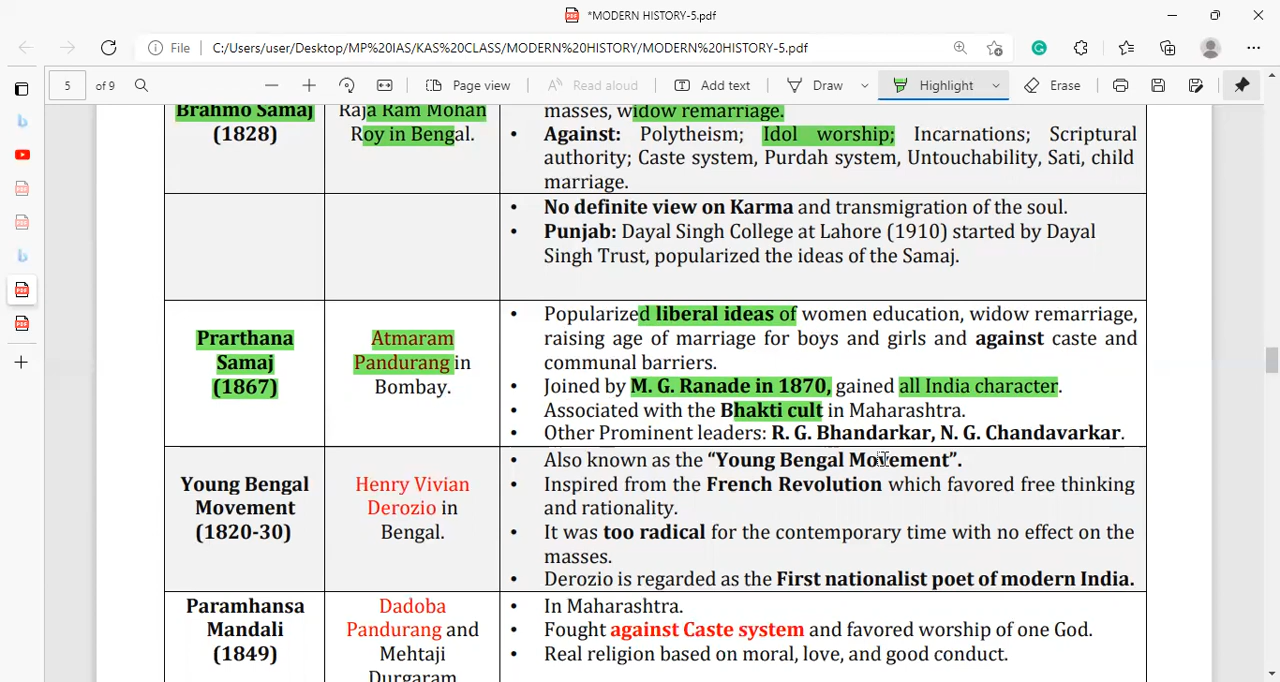 *MODERN HISTORY-5.pdf
File
C:/Users/user/Desktop/MP%20IAS/KAS%20CLASS/MODERN%20HISTORY/MODERN%20HISTORY-5.pdf
5 of 9
Page view
Read aloud
Add text
Draw
Highlight
Erase
Brahmo Samaj
(1828)
Raja Ram Mohan
Roy in Bengal.
masses, widow remarriage.
• Against: Polytheism; Idol worship; Incarnations; Scriptural
authority; Caste system, Purdah system, Untouchability, Sati, child
marriage.
• No definite view on Karma and transmigration of the soul.
• Punjab: Dayal Singh College at Lahore (1910) started by Dayal
Singh Trust, popularized the ideas of the Samaj.
Prarthana
Samaj
(1867)
Atmaram
Pandurang in
Bombay.
• Popularized liberal ideas of women education, widow remarriage,
raising age of marriage for boys and girls and against caste and
communal barriers.
• Joined by M. G. Ranade in 1870, gained all India character.
• Associated with the Bhakti cult in Maharashtra.
• Other Prominent leaders: R. G. Bhandarkar, N. G. Chandavarkar.
Young Bengal
Movement
(1820-30)
Henry Vivian
Derozio in
Bengal.
• Also known as the “Young Bengal Movement”.
• Inspired from the French Revolution which favored free thinking
and rationality.
• It was too radical for the contemporary time with no effect on the
masses.
• Derozio is regarded as the First nationalist poet of modern India.
Paramhansa
Mandali
(1849)
Dadoba
Pandurang and
Mehtaji
Durgaram
• In Maharashtra.
• Fought against Caste system and favored worship of one God.
• Real religion based on moral, love, and good conduct.